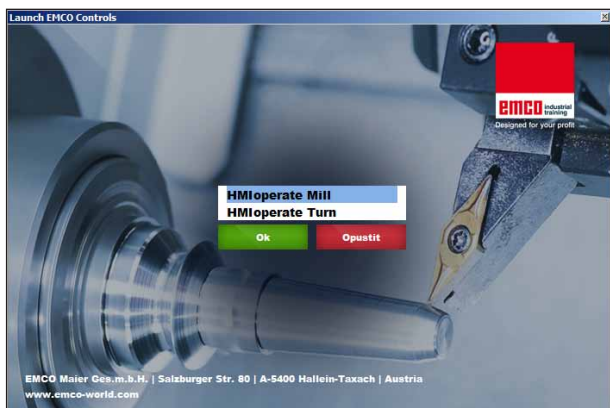 Launch EMCO Controls
emco industrial
training
Designed for your profit
HMIoperate Mill
HMIoperate Turn
Ok Opustit
EMCO Maier Ges.m.b.H. | Salzburger Str. 80 | A-5400 Hallein-Taxach | Austria
www.emco-world.com